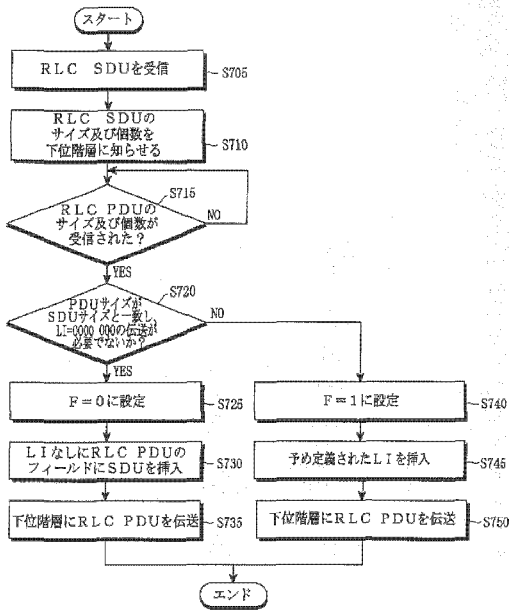 スタート
RLC SDUを受信
S705
RLC SDUの
サイズ及び個数を
下位階層に知らせる
S710
S715
RLC PDUの
サイズ及び個数が
受信された？
NO
YES
S720
PDUサイズが
SDUサイズと一致し、
LI=0000 000の伝送が
必要でないか？
NO
YES
F=0に設定
S725
F=1に設定
S740
LIなしにRLC PDUの
フィールドにSDUを挿入
S730
予め定義されたLIを挿入
S745
下位階層にRLC PDUを伝送
S735
下位階層にRLC PDUを伝送
S750
エンド